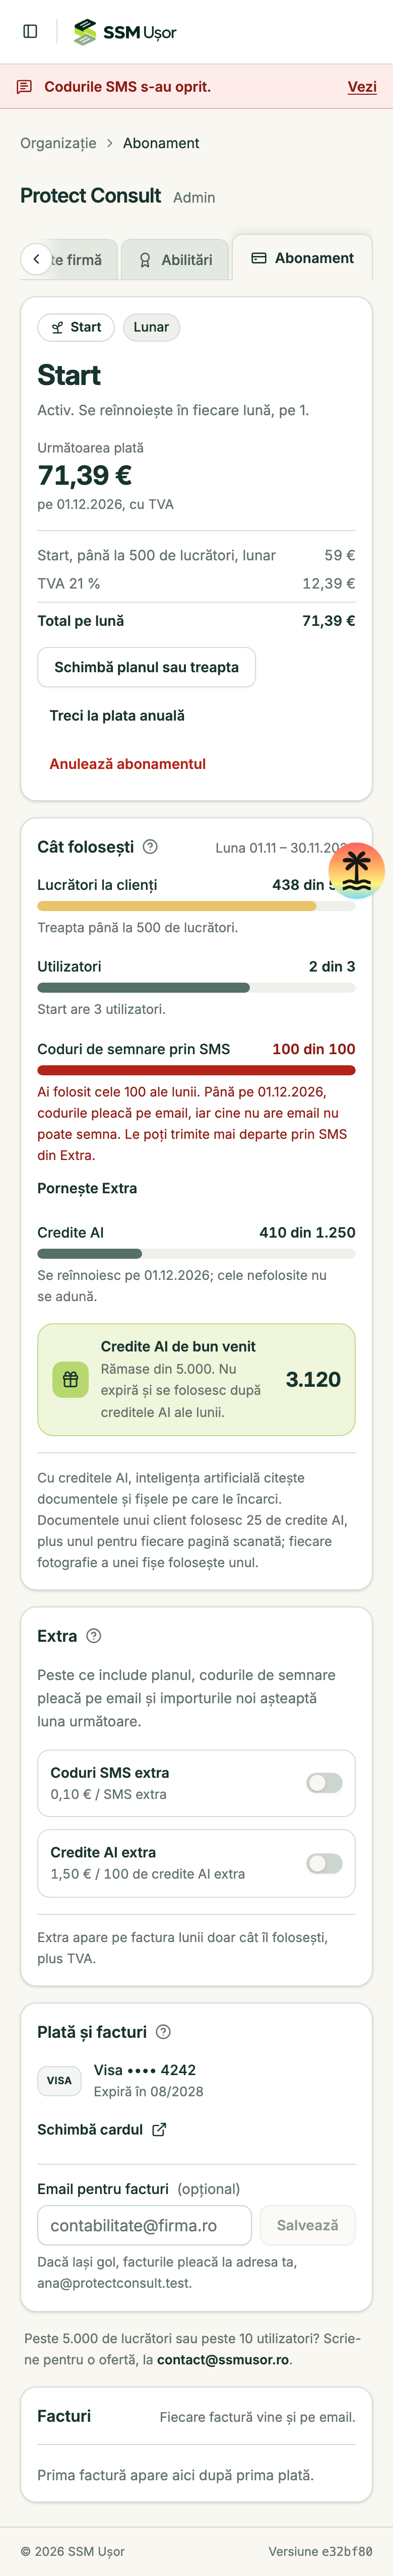 SSM Ușor
Codurile SMS s-au oprit. Vezi
Organizație > Abonament
Protect Consult Admin
te firmă Abilitări Abonament
Start Lunar
Start
Activ. Se reînnoiește în fiecare lună, pe 1.
Următoarea plată
71,39 €
pe 01.12.2026, cu TVA
Start, până la 500 de lucrători, lunar 59 €
TVA 21 % 12,39 €
Total pe lună 71,39 €
Schimbă planul sau treapta
Treci la plata anuală
Anulează abonamentul
Cât folosești Luna 01.11 – 30.11.202
Lucrători la clienți 438 din
Treapta până la 500 de lucrători.
Utilizatori 2 din 3
Start are 3 utilizatori.
Coduri de semnare prin SMS 100 din 100
Ai folosit cele 100 ale lunii. Până pe 01.12.2026,
codurile pleacă pe email, iar cine nu are email nu
poate semna. Le poți trimite mai departe prin SMS
din Extra.
Pornește Extra
Credite AI 410 din 1.250
Se reînnoiesc pe 01.12.2026; cele nefolosite nu
se adună.
Credite AI de bun venit
Rămase din 5.000. Nu
expiră și se folosesc după
creditele AI ale lunii.
3.120
Cu creditele AI, inteligența artificială citește
documentele și fișele pe care le încarci.
Documentele unui client folosesc 25 de credite AI,
plus unul pentru fiecare pagină scanată; fiecare
fotografie a unei fișe folosește unul.
Extra
Peste ce include planul, codurile de semnare
pleacă pe email și importurile noi așteaptă
luna următoare.
Coduri SMS extra
0,10 € / SMS extra
Credite AI extra
1,50 € / 100 de credite AI extra
Extra apare pe factura lunii doar cât îl folosești,
plus TVA.
Plată și facturi
VISA
Visa •••• 4242
Expiră în 08/2028
Schimbă cardul
Email pentru facturi (opțional)
contabilitate@firma.ro Salvează
Dacă lași gol, facturile pleacă la adresa ta,
ana@protectconsult.test.
Peste 5.000 de lucrători sau peste 10 utilizatori? Scrie-
ne pentru o ofertă, la contact@ssmusor.ro.
Facturi Fiecare factură vine și pe email.
Prima factură apare aici după prima plată.
© 2026 SSM Ușor Versiune e32bf80